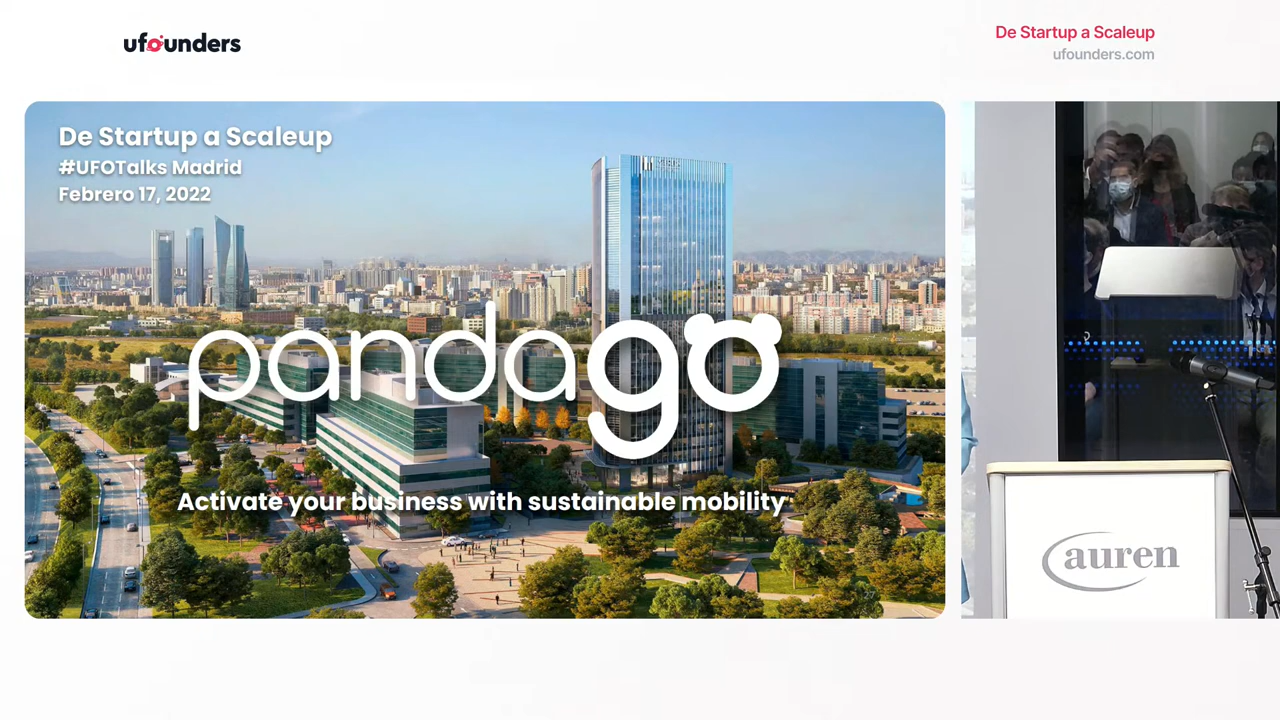 ufounders
De Startup a Scaleup
ufounders.com
De Startup a Scaleup
#UFOTalks Madrid
Febrero 17, 2022
pandago
Activate your business with sustainable mobility
auren